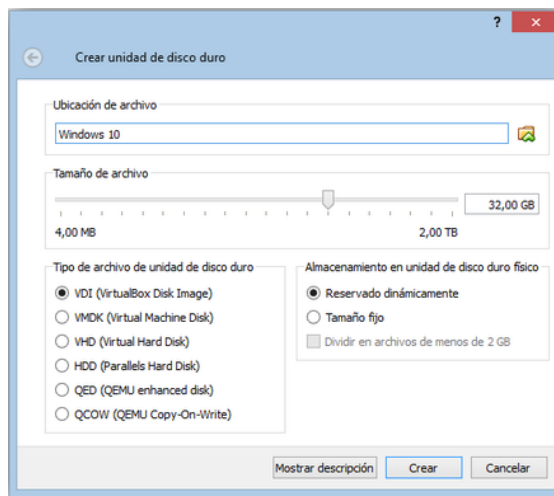 ?
Crear unidad de disco duro
Ubicación de archivo
Windows 10
Tamaño de archivo
32,00 GB
4,00 MB 2,00 TB
Tipo de archivo de unidad de disco duro
VDI (VirtualBox Disk Image)
VMDK (Virtual Machine Disk)
VHD (Virtual Hard Disk)
HDD (Parallels Hard Disk)
QED (QEMU enhanced disk)
QCOW (QEMU Copy-On-Write)
Almacenamiento en unidad de disco duro físico
Reservado dinámicamente
Tamaño fijo
Dividir en archivos de menos de 2 GB
Mostrar descripción Crear Cancelar